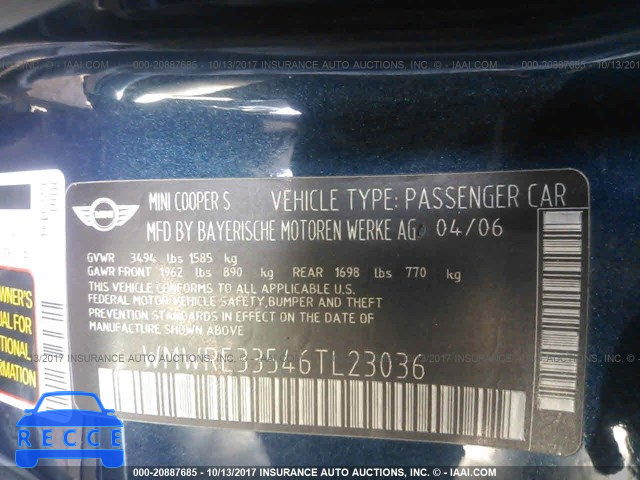 000-20887685 - 10/13/2017 INSURANCE AUTO AUCTIONS, INC. © - IAAI.COM
MINI COOPER S VEHICLE TYPE: PASSENGER CAR
MFD BY BAYERISCHE MOTOREN WERKE AG 04/06
GVWR 3494 lbs 1585 kg
GAWR FRONT 1962 lbs 890 kg REAR 1698 lbs 770 kg
THIS VEHICLE CONFORMS TO ALL APPLICABLE U.S.
FEDERAL MOTOR VEHICLE SAFETY,BUMPER AND THEFT
PREVENTION STANDARDS IN EFFECT ON THE DATE OF
MANUFACTURE SHOWN ABOVE
WMWRE33546TL23036
OWNER'S
FOR
RECCE
000-20887685 - 10/13/2017 INSURANCE AUTO AUCTIONS, INC. © - IAAI.COM